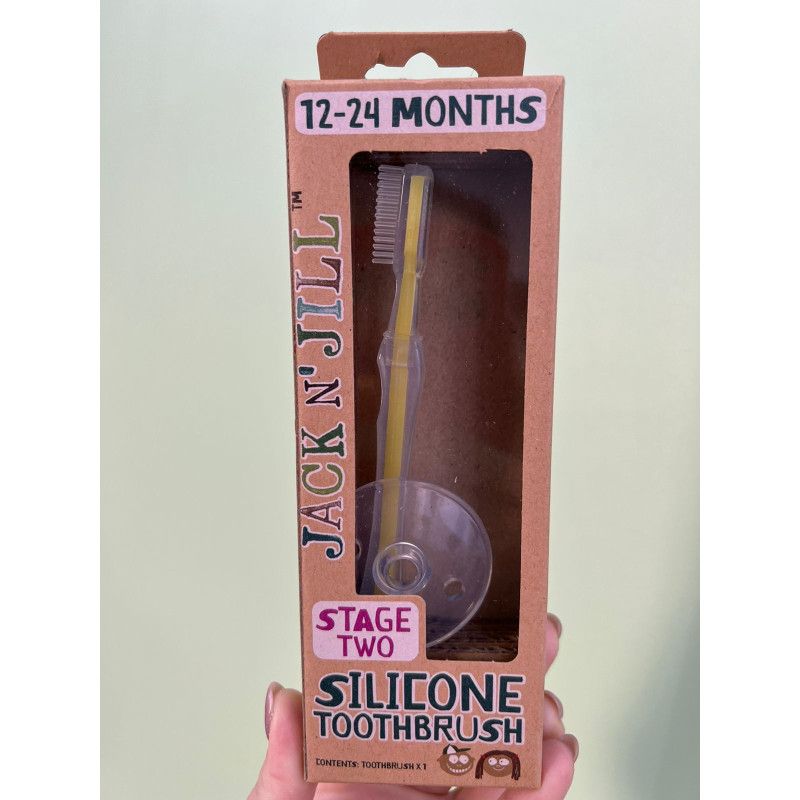 12-24 MONTHS
JACK N' JILL™
STAGE
TWO
SILICONE
TOOTHBRUSH
CONTENTS: TOOTHBRUSH X 1